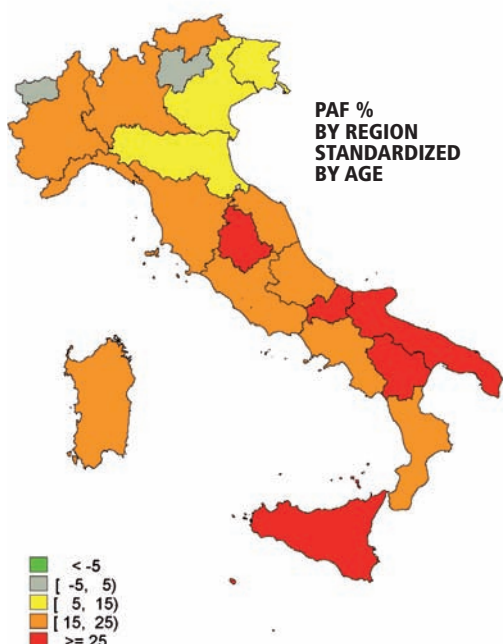 PAF %
BY REGION
STANDARDIZED
BY AGE
< -5
[ -5, 5)
[ 5, 15)
[ 15, 25)
>= 25